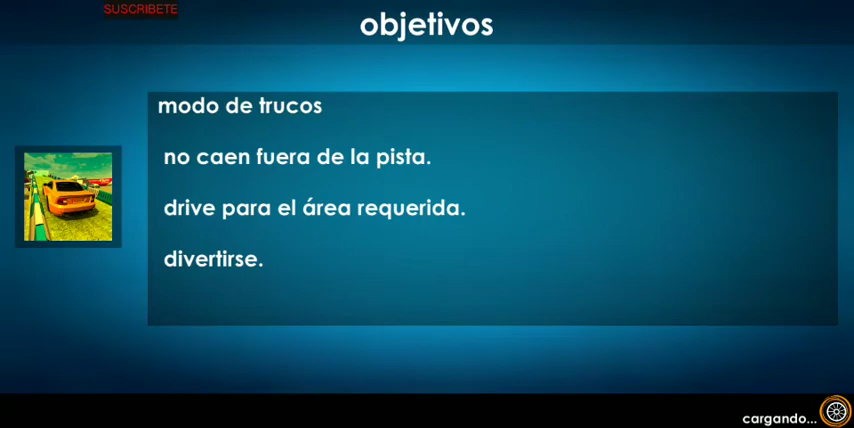 SUSCRIBETE
objetivos
modo de trucos
no caen fuera de la pista.
drive para el área requerida.
divertirse.
cargando...